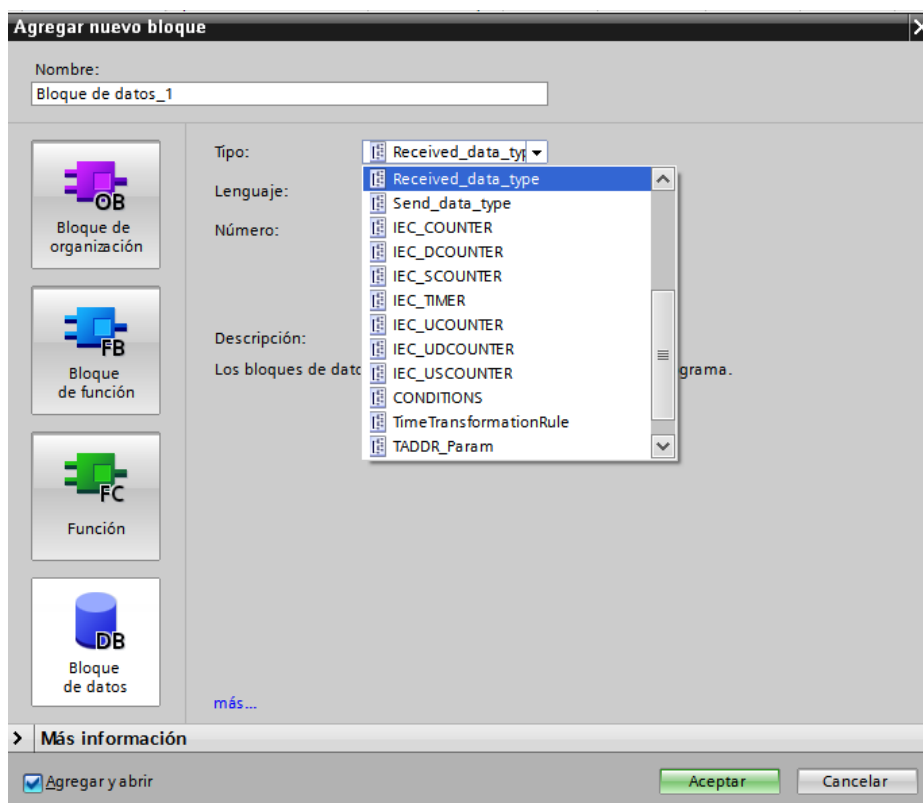 Agregar nuevo bloque
Nombre:
Bloque de datos_1
OB
Bloque de
organización
FB
Bloque
de función
FC
Función
DB
Bloque
de datos
Tipo:
Received_data_typ
Lenguaje:
Número:
Descripción:
Los bloques de dato
grama.
Received_data_type
Send_data_type
IEC_COUNTER
IEC_DCOUNTER
IEC_SCOUNTER
IEC_TIMER
IEC_UCOUNTER
IEC_UDCOUNTER
IEC_USCOUNTER
CONDITIONS
TimeTransformationRule
TADDR_Param
más...
Más información
Agregar y abrir
Aceptar
Cancelar